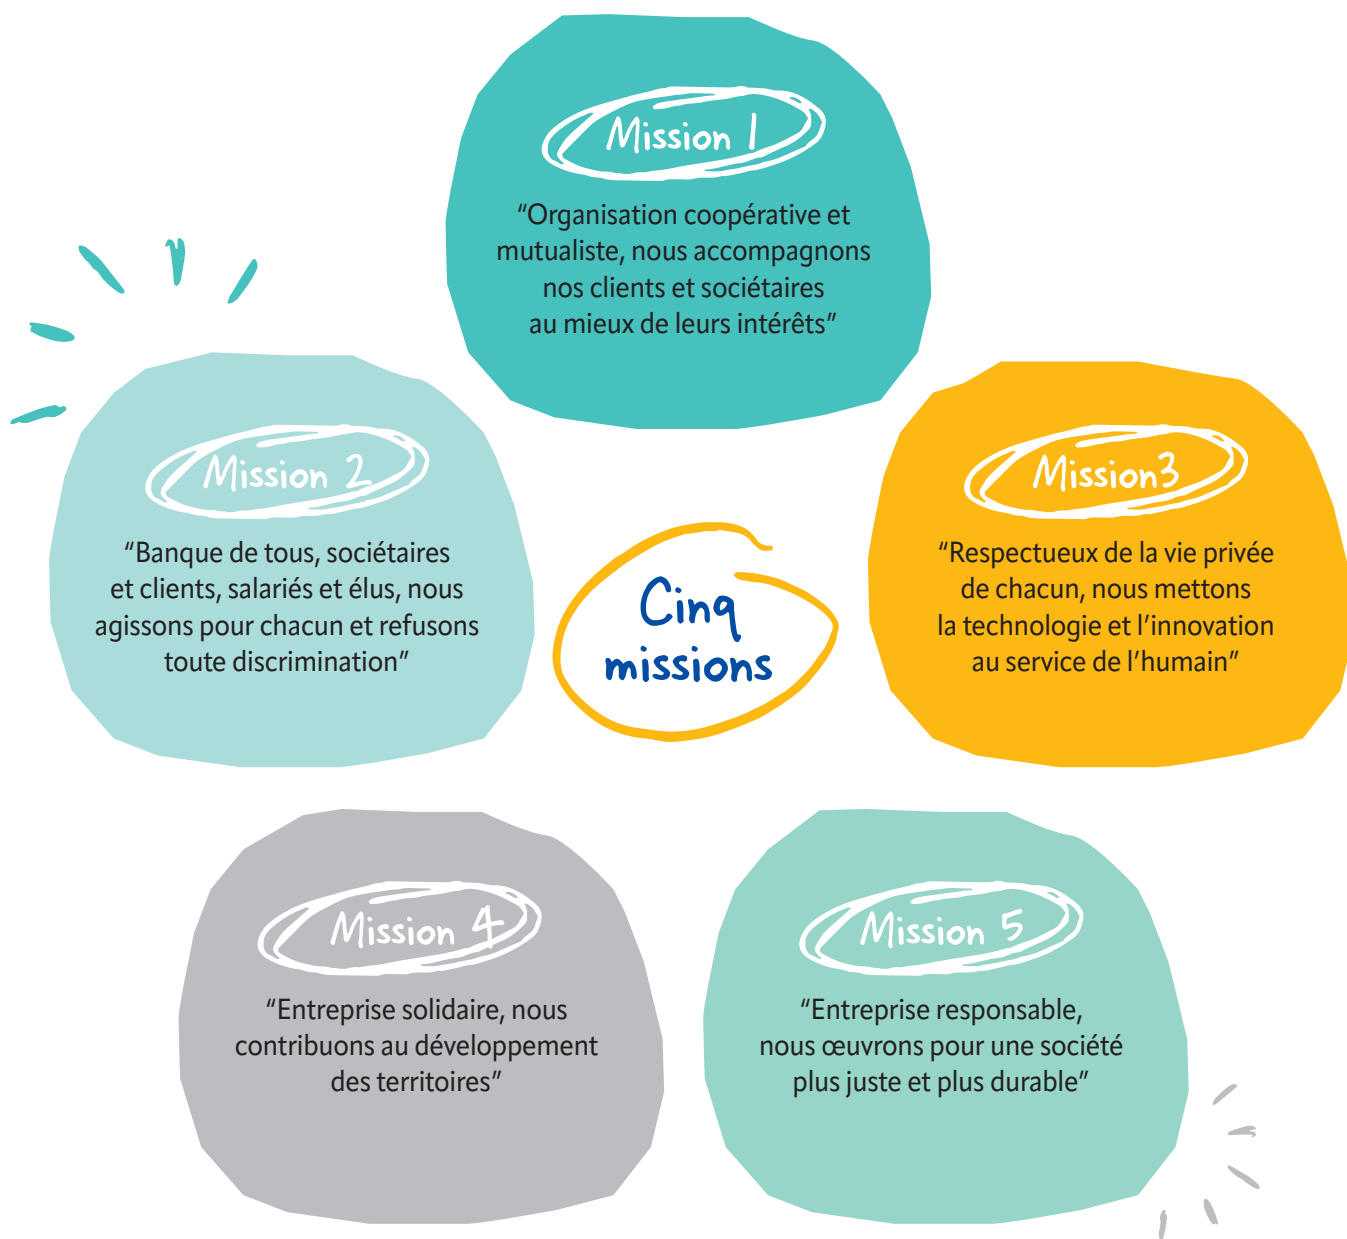 Mission 1
“Organisation coopérative et
mutualiste, nous accompagnons
nos clients et sociétaires
au mieux de leurs intérêts”
Mission 2
“Banque de tous, sociétaires
et clients, salariés et élus, nous
agissons pour chacun et refusons
toute discrimination”
Cinq
missions
Mission3
“Respectueux de la vie privée
de chacun, nous mettons
la technologie et l’innovation
au service de l’humain”
Mission 4
“Entreprise solidaire, nous
contribuons au développement
des territoires”
Mission 5
“Entreprise responsable,
nous œuvrons pour une société
plus juste et plus durable”